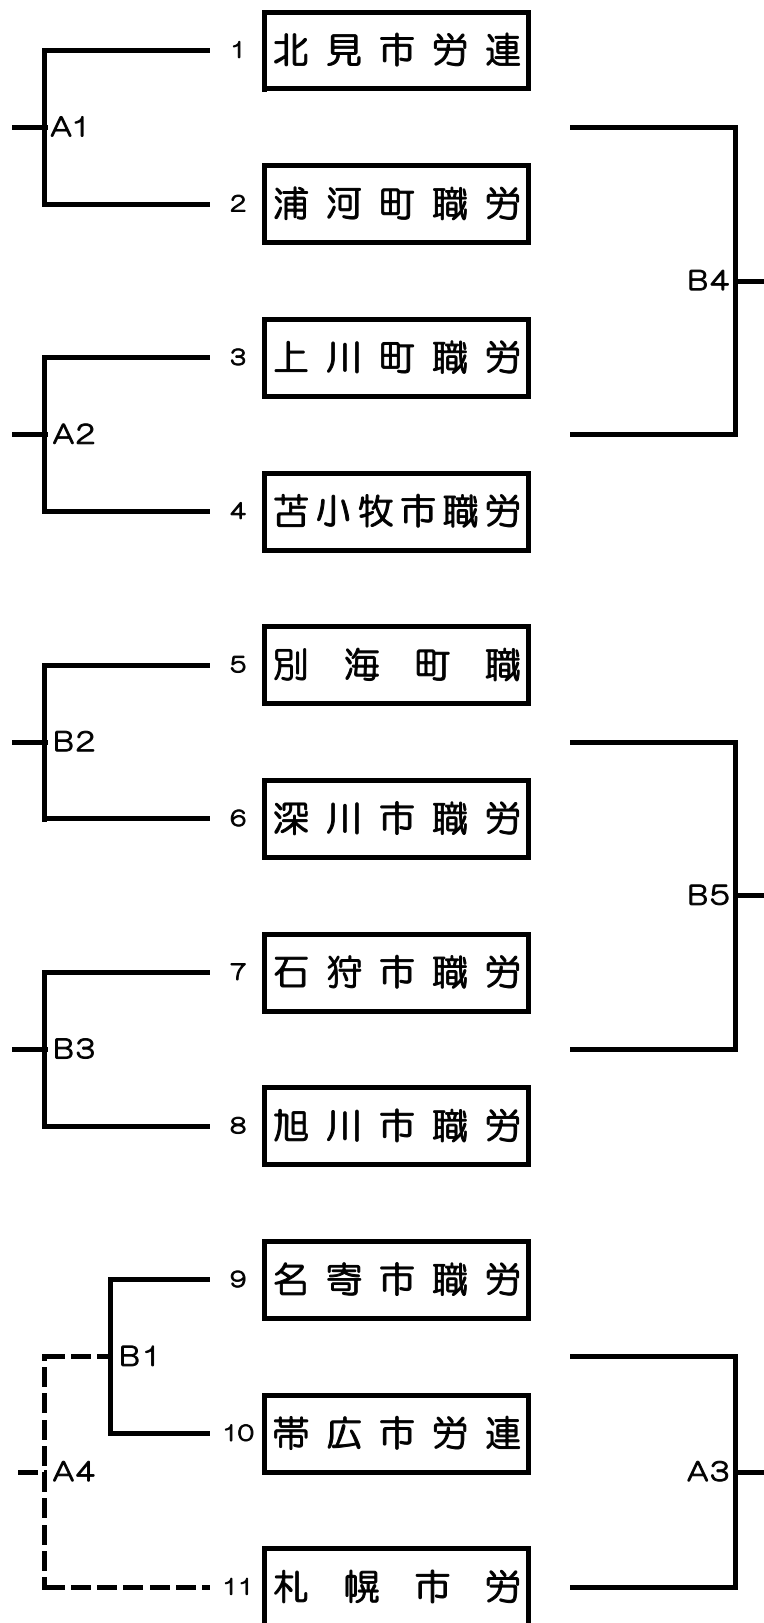 1 北見市労連
A1
2 浦河町職労
B4
3 上川町職労
A2
4 苫小牧市職労
5 別海町職
B2
6 深川市職労
B5
7 石狩市職労
B3
8 旭川市職労
9 名寄市職労
B1
10 帯広市労連
A4
A3
11 札幌市労